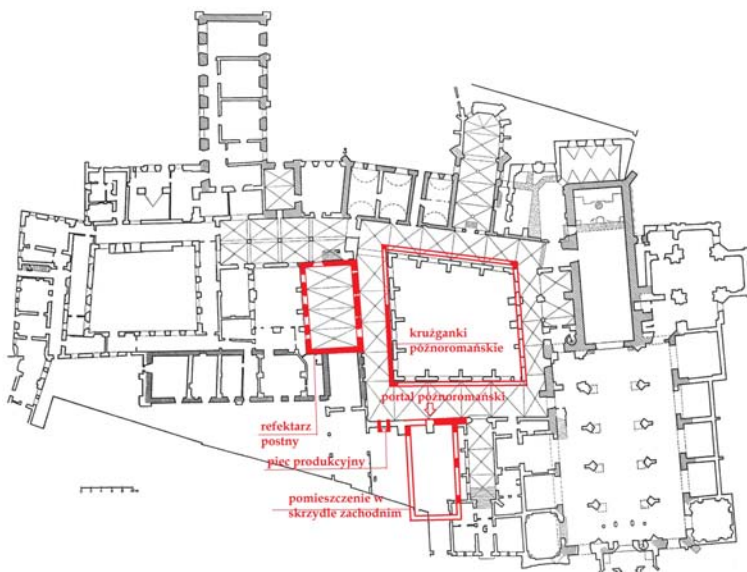 krużganki
późnoromańskie
portal późnoromański
refektarz
postny
piec produkcyjny
pomieszczenie w
skrzydle zachodnim